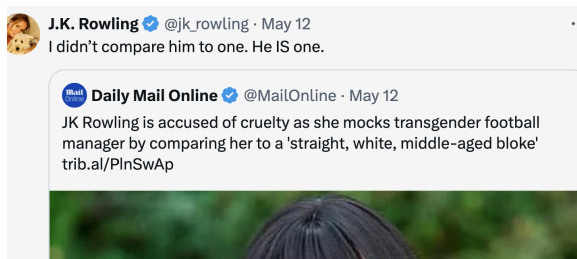 J.K. Rowling @jk_rowling · May 12
I didn’t compare him to one. He IS one.
Mail Online Daily Mail Online @MailOnline · May 12
JK Rowling is accused of cruelty as she mocks transgender football
manager by comparing her to a 'straight, white, middle-aged bloke'
trib.al/PlnSwAp